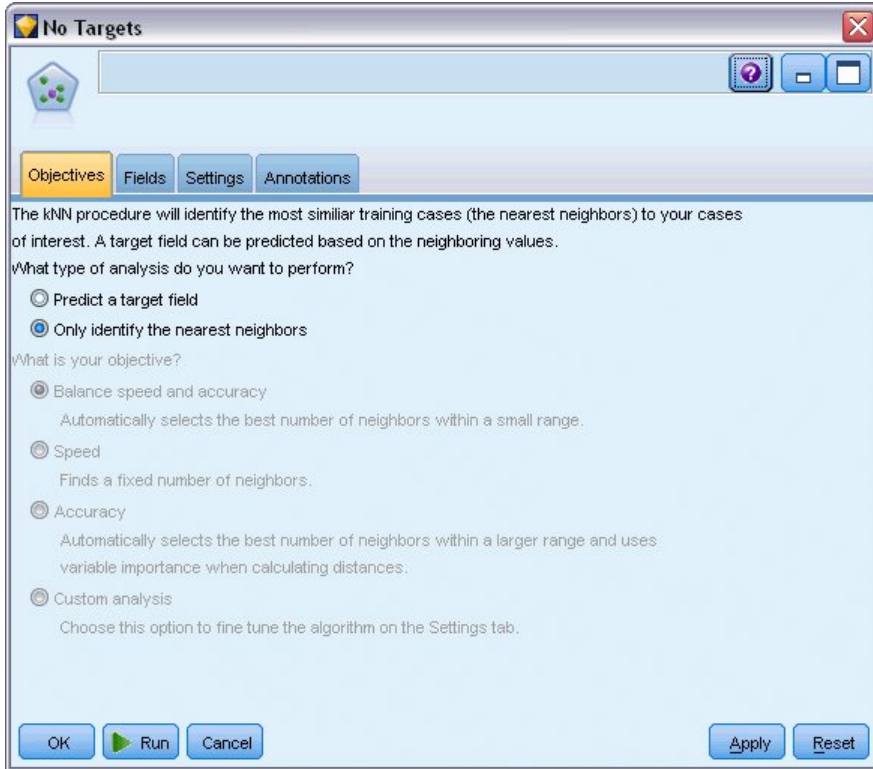 No Targets
Objectives Fields Settings Annotations
The kNN procedure will identify the most similiar training cases (the nearest neighbors) to your cases
of interest. A target field can be predicted based on the neighboring values.
What type of analysis do you want to perform?
Predict a target field
Only identify the nearest neighbors
What is your objective?
Balance speed and accuracy
Automatically selects the best number of neighbors within a small range.
Speed
Finds a fixed number of neighbors.
Accuracy
Automatically selects the best number of neighbors within a larger range and uses
variable importance when calculating distances.
Custom analysis
Choose this option to fine tune the algorithm on the Settings tab.
OK Run Cancel Apply Reset